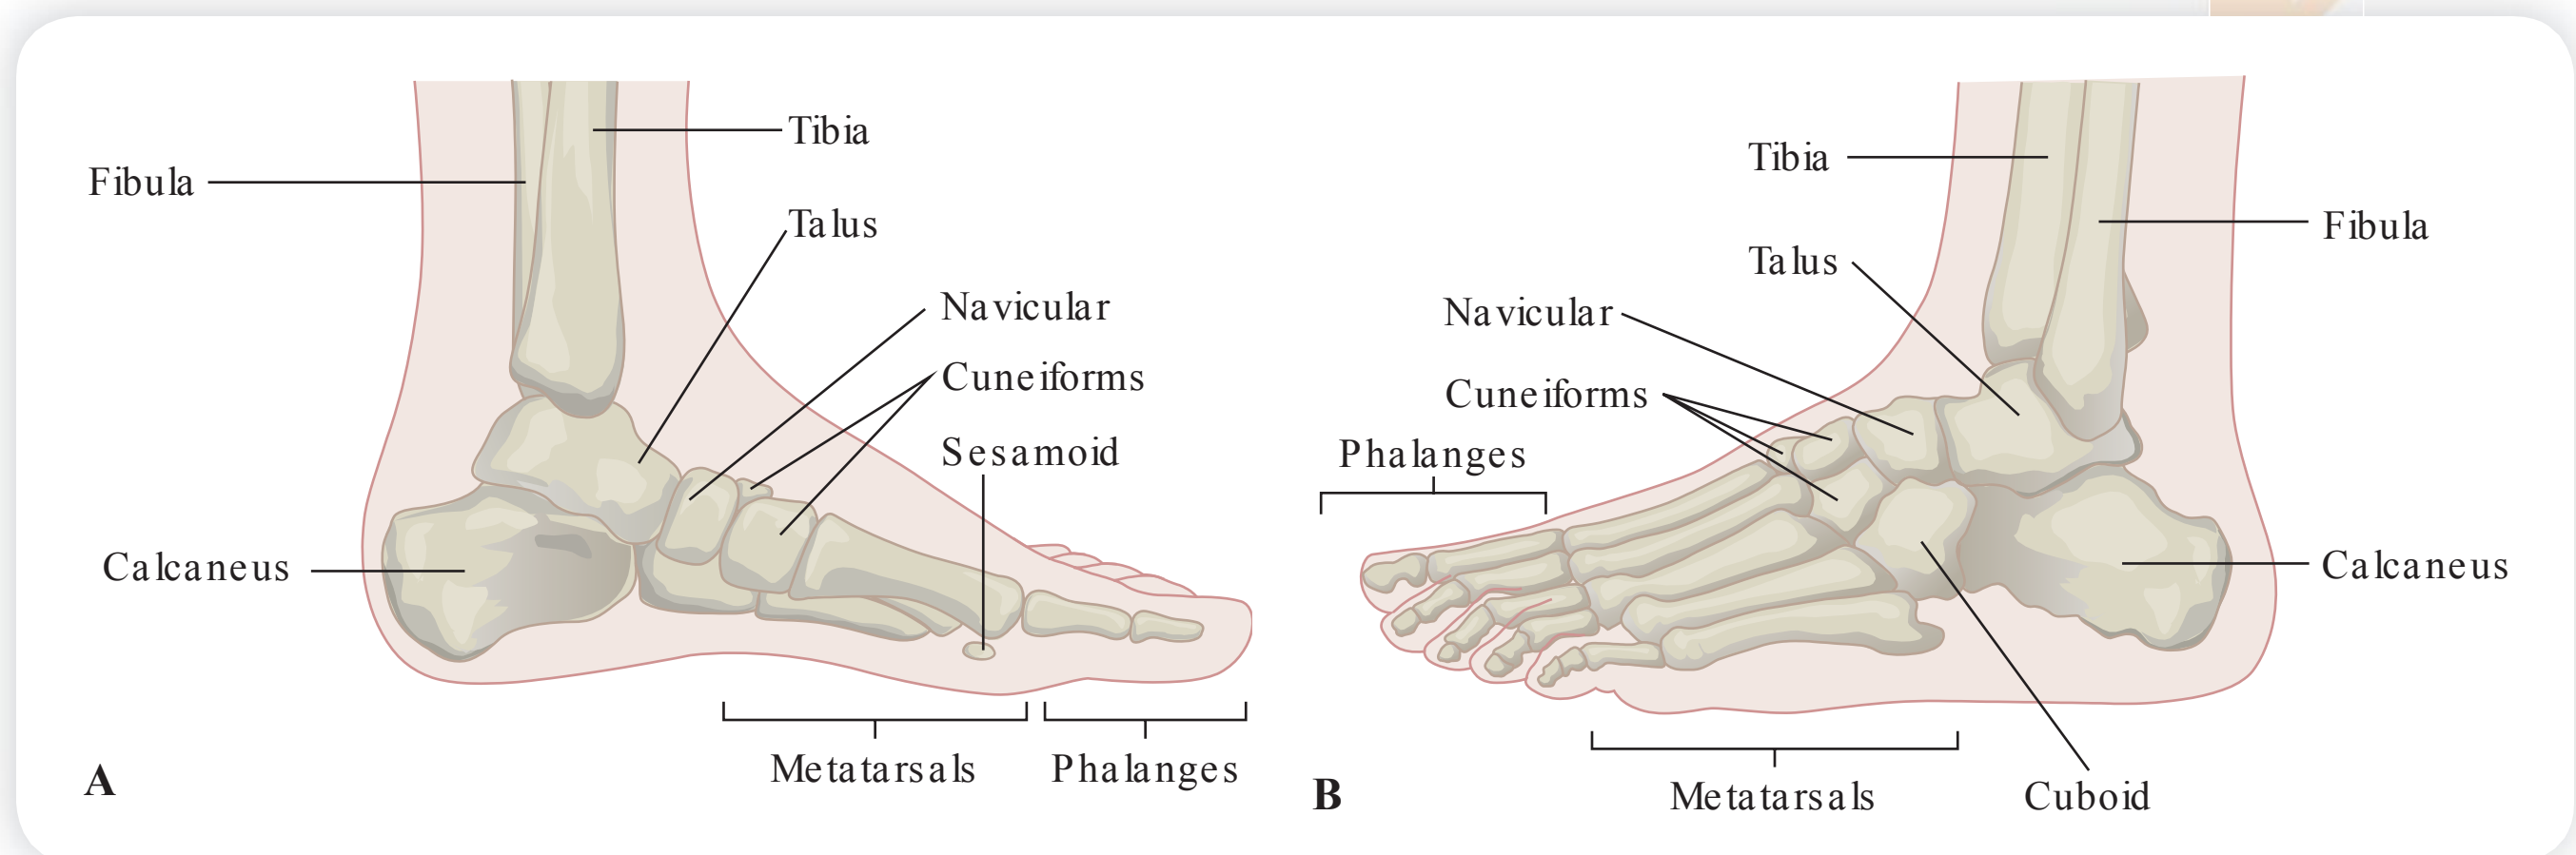 Tibia
Fibula
Talus
Navicular
Cuneiforms
Sesamoid
Calcaneus
Metatarsals
Phalanges
A
Tibia
Fibula
Talus
Navicular
Cuneiforms
Phalanges
Calcaneus
Metatarsals
Cuboid
B